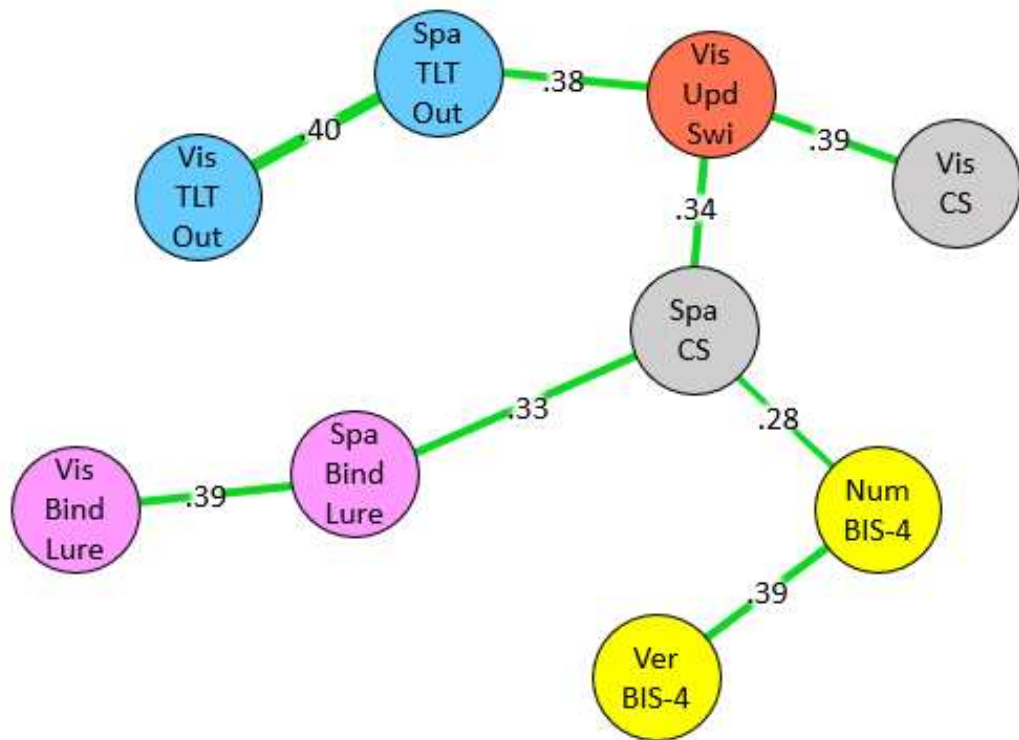 Spa
TLT
Out
.38
Vis
Upd
Swi
.40
.39
Vis
TLT
Out
Vis
CS
.34
Spa
CS
.33
.28
Spa
Bind
Lure
Vis
Bind
Lure
.39
Num
BIS-4
.39
Ver
BIS-4